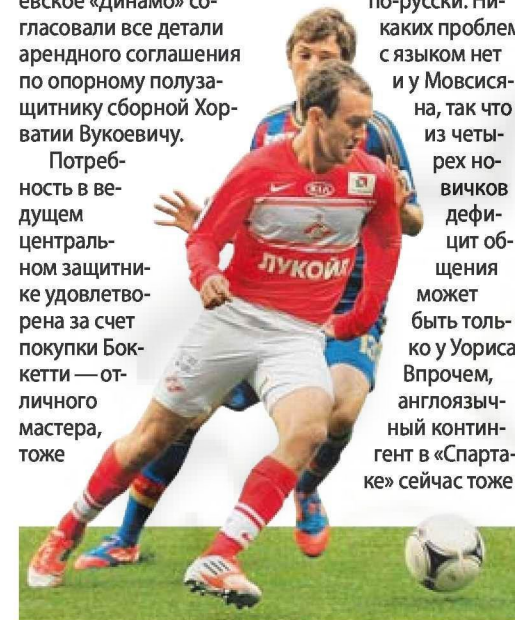 евское «Динамо» со-
гласовали все детали
арендного соглашения
по опорному полуза-
щитнику сборной Хор-
ватии Вукоевичу.
Потреб-
ность в ве-
дущем
централь-
ном защитни-
ке удовлетво-
рена за счет
покупки Бок-
кетти — от-
личного
мастера,
тоже
по-русски. Ни-
каких проблем
с языком нет
и у Мовсися-
на, так что
из четы-
рех но-
вичков
дефи-
цит об-
щения
может
быть толь-
ко у Уориса
Впрочем,
англоязыч-
ный контин-
гент в «Спарта-
ке» сейчас тоже
KIA
ЛУКОЙЛ